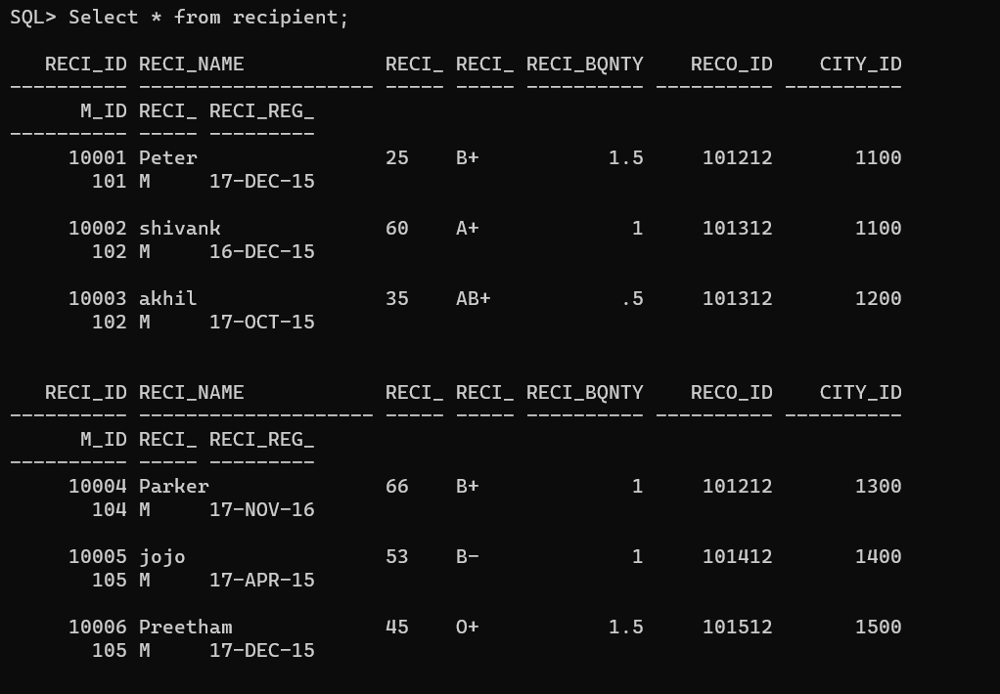 SQL> Select * from recipient;
RECI_ID RECI_NAME RECI_ RECI_ RECI_BQNTY RECO_ID CITY_ID
---------- -------------------- ----- ----- ---------- ---------- ----------
M_ID RECI_ RECI_REG_
---------- ----- ---------
10001 Peter 25 B+ 1.5 101212 1100
101 M 17-DEC-15
10002 shivank 60 A+ 1 101312 1100
102 M 16-DEC-15
10003 akhil 35 AB+ .5 101312 1200
102 M 17-OCT-15
RECI_ID RECI_NAME RECI_ RECI_ RECI_BQNTY RECO_ID CITY_ID
---------- -------------------- ----- ----- ---------- ---------- ----------
M_ID RECI_ RECI_REG_
---------- ----- ---------
10004 Parker 66 B+ 1 101212 1300
104 M 17-NOV-16
10005 jojo 53 B- 1 101412 1400
105 M 17-APR-15
10006 Preetham 45 O+ 1.5 101512 1500
105 M 17-DEC-15